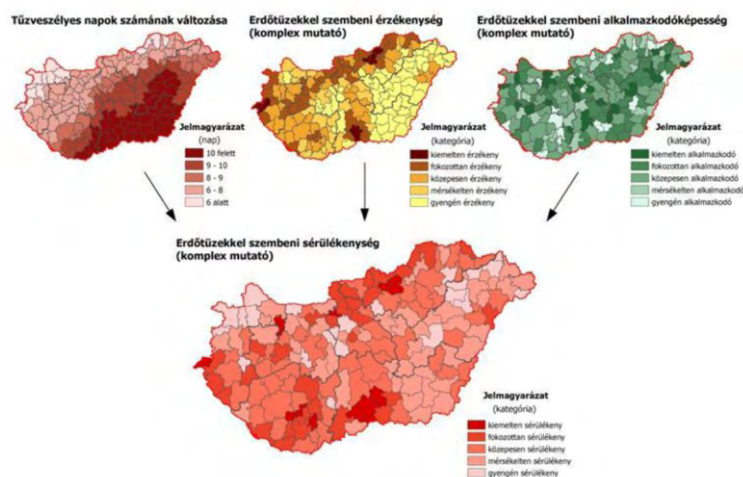 Tűzveszélyes napok számának változása
Jelmagyarázat
(nap)
10 felett
9 - 10
8 - 9
6 - 8
6 alatt
Erdőtüzekkel szembeni érzékenység
(komplex mutató)
Jelmagyarázat
(kategória)
kiemelten érzékeny
fokozottan érzékeny
közepesen érzékeny
mérsékelten érzékeny
gyengén érzékeny
Erdőtüzekkel szembeni alkalmazkodóképesség
(komplex mutató)
Jelmagyarázat
(kategória)
kiemelten alkalmazkodó
fokozottan alkalmazkodó
közepesen alkalmazkodó
mérsékelten alkalmazkodó
gyengén alkalmazkodó
Erdőtüzekkel szembeni sérülékenység
(komplex mutató)
Jelmagyarázat
(kategória)
kiemelten sérülékeny
fokozottan sérülékeny
közepesen sérülékeny
mérsékelten sérülékeny
gyengén sérülékeny